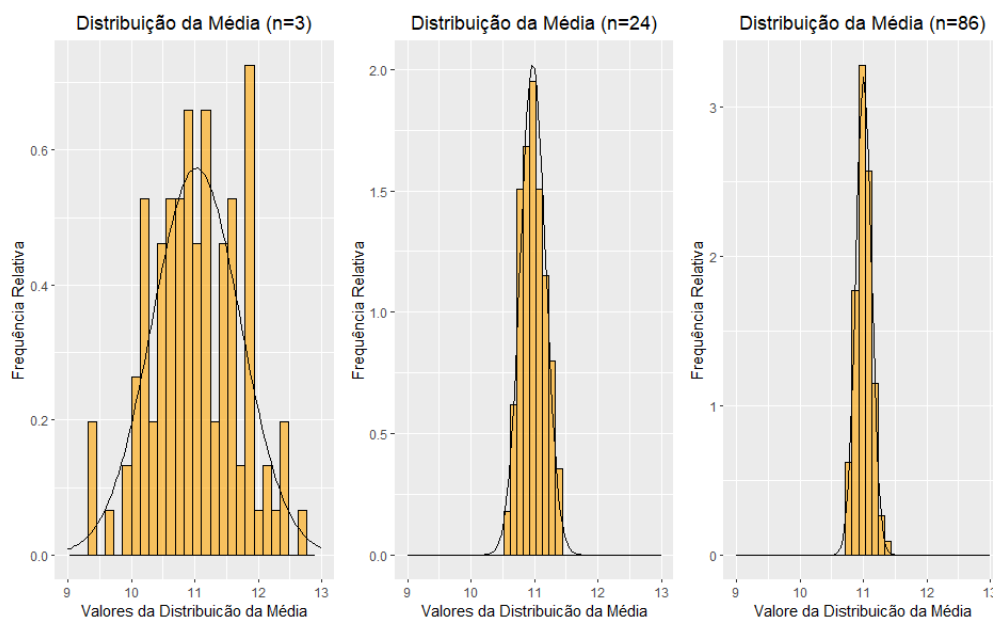 Distribuição da Média (n=3)
Frequência Relativa
0.6
0.4
0.2
0.0
9 10 11 12 13
Valores da Distribuição da Média
Distribuição da Média (n=24)
Frequência Relativa
2.0
1.5
1.0
0.5
0.0
9 10 11 12 13
Valores da Distribuição da Média
Distribuição da Média (n=86)
Frequência Relativa
3
2
1
0
9 10 11 12 13
Valore da Distribuição da Média